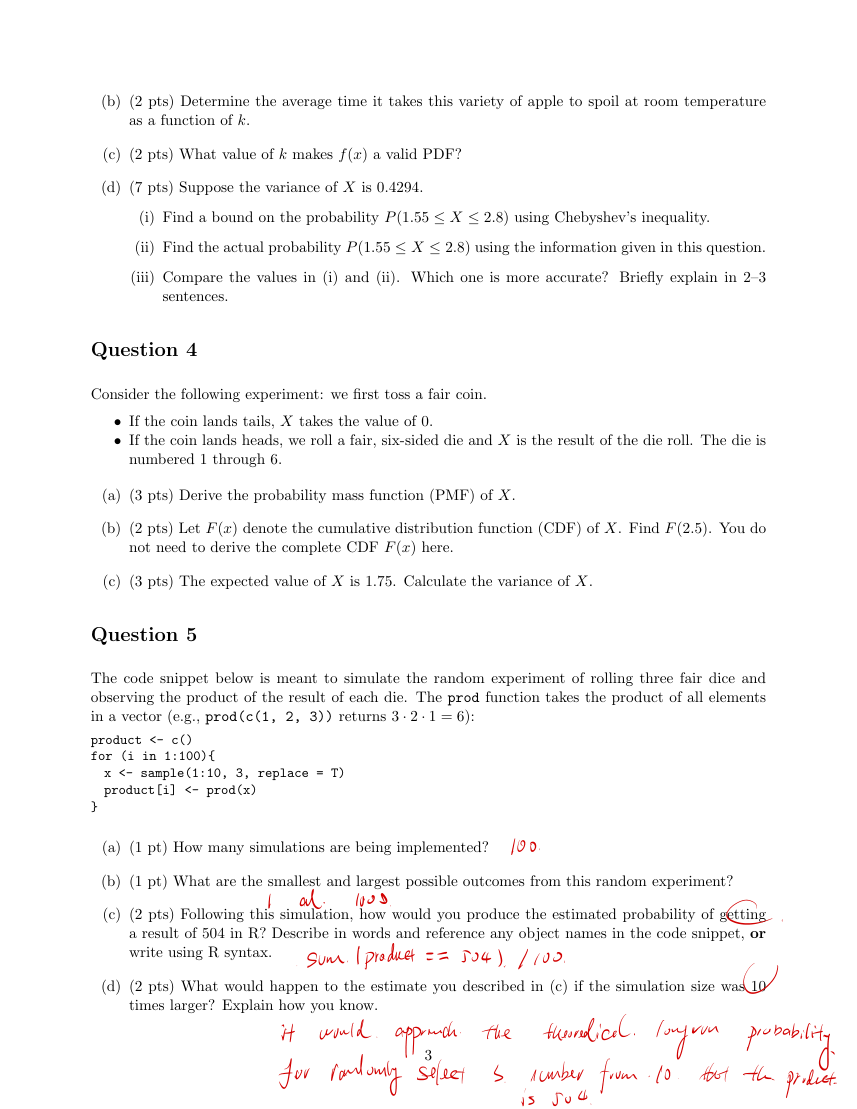 (b) (2 pts) Determine the average time it takes this variety of apple to spoil at room temperature
as a function of k.
(c) (2 pts) What value of k makes f(x) a valid PDF?
(d) (7 pts) Suppose the variance of X is 0.4294.
(i) Find a bound on the probability P(1.55 ≤ X ≤ 2.8) using Chebyshev's inequality.
(ii) Find the actual probability P(1.55 ≤ X ≤ 2.8) using the information given in this question.
(iii) Compare the values in (i) and (ii). Which one is more accurate? Briefly explain in 2–3
sentences.
Question 4
Consider the following experiment: we first toss a fair coin.
• If the coin lands tails, X takes the value of 0.
• If the coin lands heads, we roll a fair, six-sided die and X is the result of the die roll. The die is
numbered 1 through 6.
(a) (3 pts) Derive the probability mass function (PMF) of X.
(b) (2 pts) Let F(x) denote the cumulative distribution function (CDF) of X. Find F(2.5). You do
not need to derive the complete CDF F(x) here.
(c) (3 pts) The expected value of X is 1.75. Calculate the variance of X.
Question 5
The code snippet below is meant to simulate the random experiment of rolling three fair dice and
observing the product of the result of each die. The prod function takes the product of all elements
in a vector (e.g., prod(c(1, 2, 3)) returns 3 · 2 · 1 = 6):
product <- c()
for (i in 1:100){
x <- sample(1:10, 3, replace = T)
product[i] <- prod(x)
}
(a) (1 pt) How many simulations are being implemented? 100.
(b) (1 pt) What are the smallest and largest possible outcomes from this random experiment?
1 1000
(c) (2 pts) Following this simulation, how would you produce the estimated probability of getting
a result of 504 in R? Describe in words and reference any object names in the code snippet, or
write using R syntax.
sum (product == 504) /100.
(d) (2 pts) What would happen to the estimate you described in (c) if the simulation size was 10
times larger? Explain how you know.
it would approach the theoredical longrun probability
3
for randomly select 3 number from 10 that the product
is 504.